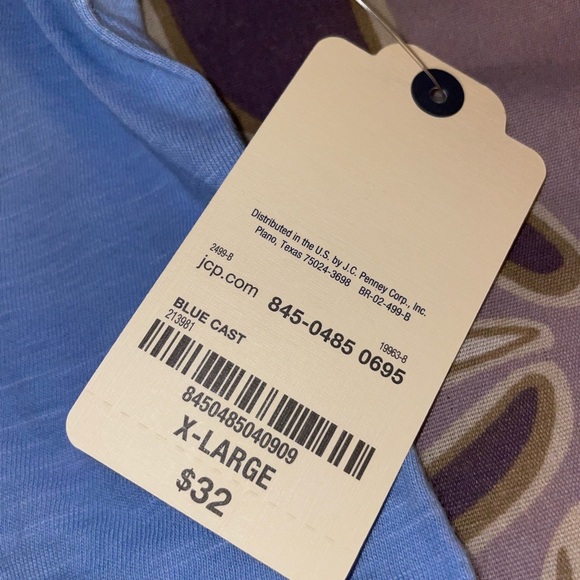 Distributed in the U.S. by J.C. Penney Corp., Inc.
Plano, Texas 75024-3698 BR-02-499-B
2499-B
jcp.com 845-0485 0695
19963-8
BLUE CAST
213981
8450485040909
X-LARGE
$32